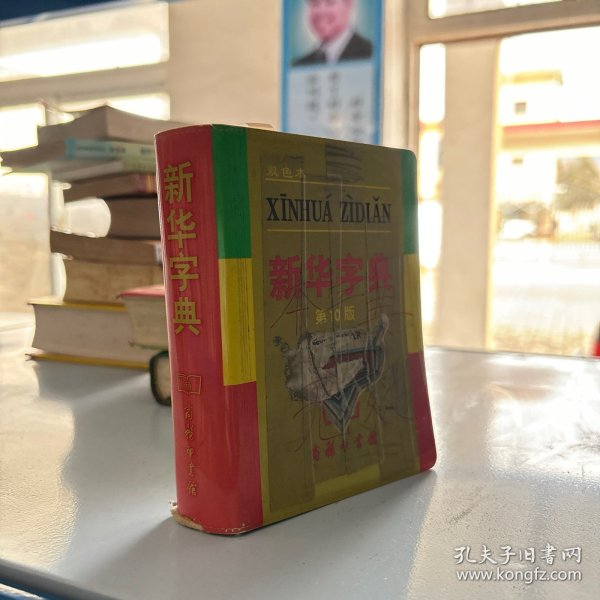 新华字典
商务印书馆
双色本
XĪNHUÁ ZÌDIǍN
新华字典
第10版
商务印书馆
孔夫子旧书网
www.kongfz.com